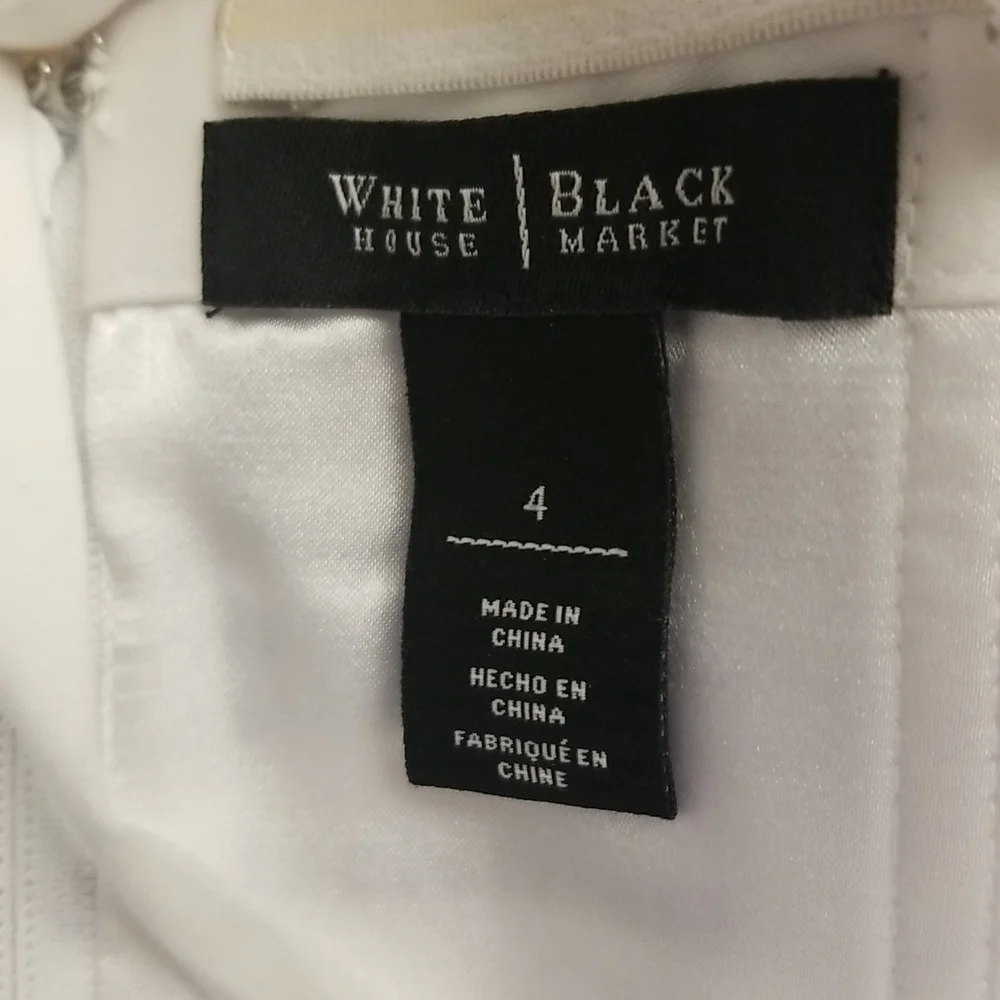 WHITE | BLACK
HOUSE | MARKET
4
MADE IN
CHINA
HECHO EN
CHINA
FABRIQUÉ EN
CHINE